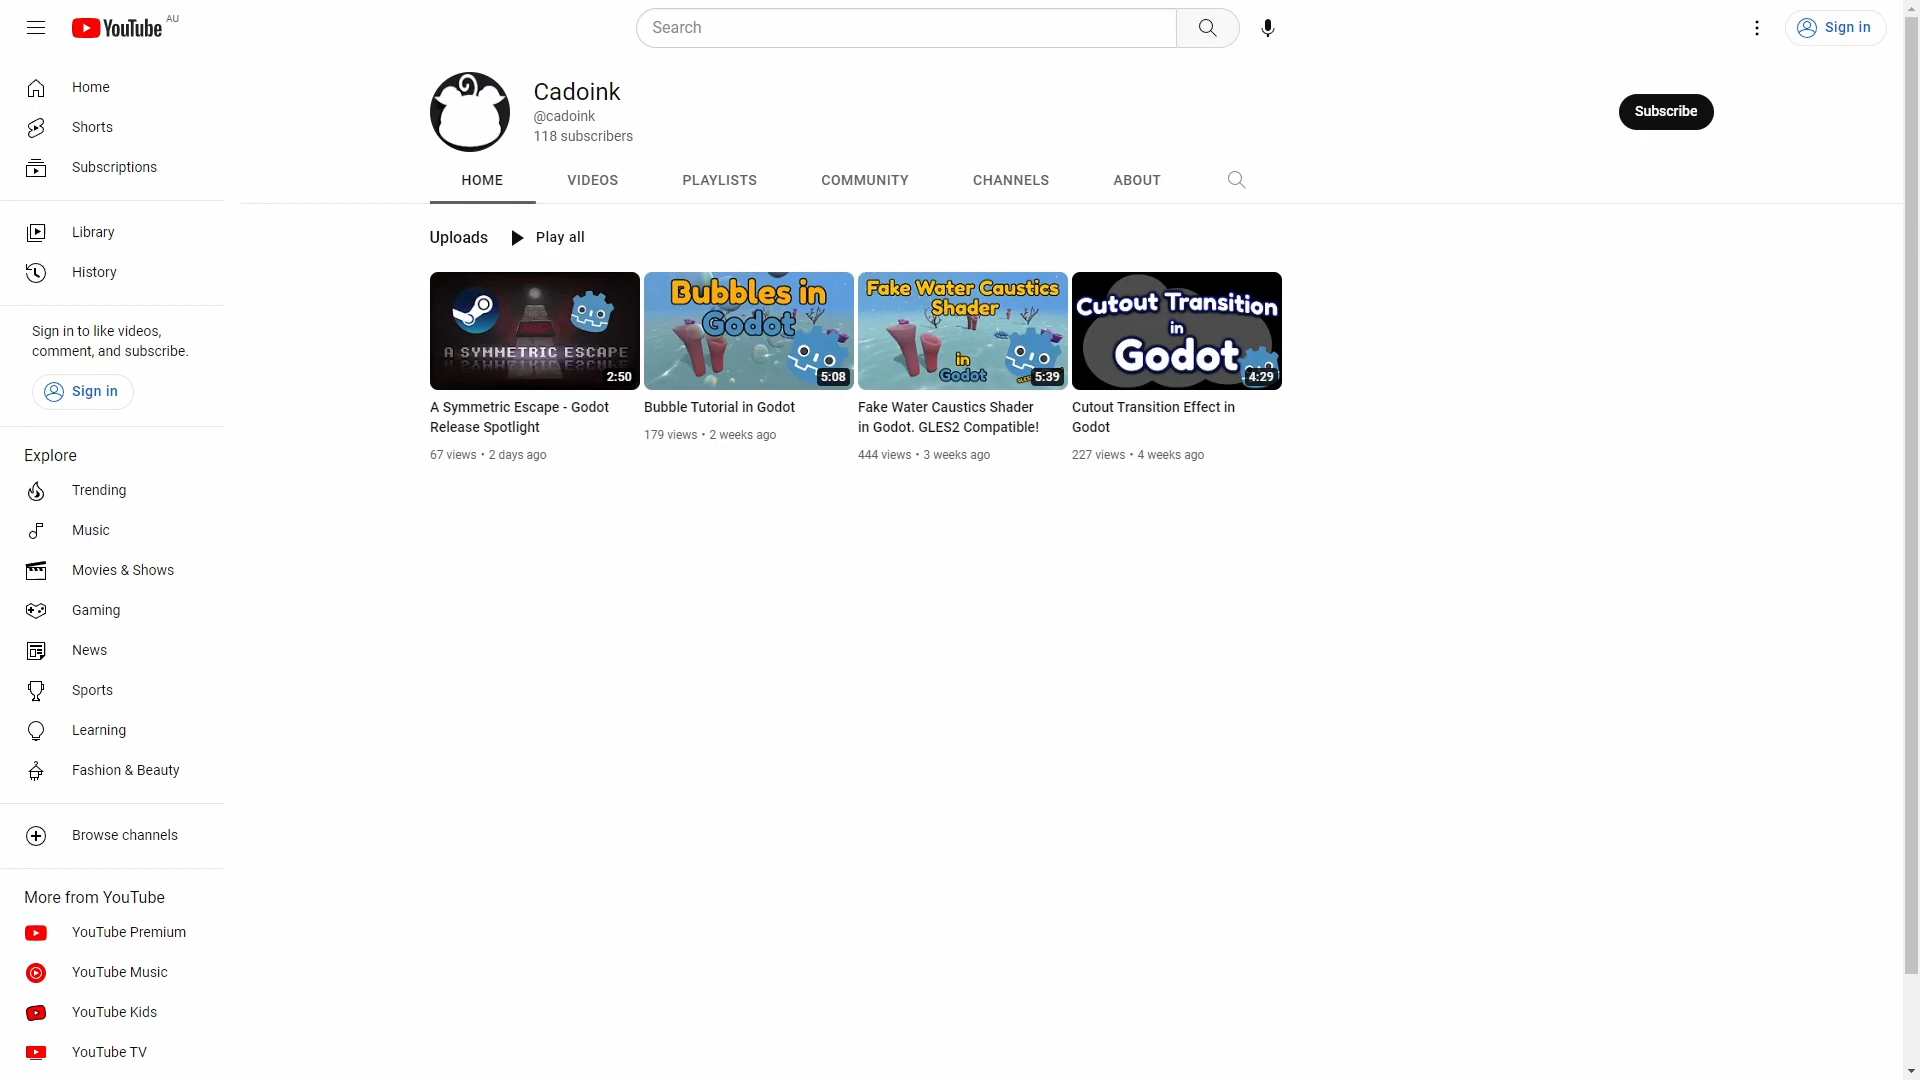 YouTube AU
Search
Sign in
Home
Shorts
Subscriptions
Library
History
Sign in to like videos,
comment, and subscribe.
Sign in
Explore
Trending
Music
Movies & Shows
Gaming
News
Sports
Learning
Fashion & Beauty
Browse channels
More from YouTube
YouTube Premium
YouTube Music
YouTube Kids
YouTube TV
Cadoink
@cadoink
118 subscribers
Subscribe
HOME VIDEOS PLAYLISTS COMMUNITY CHANNELS ABOUT
Uploads Play all
A SYMMETRIC ESCAPE
2:50
A Symmetric Escape - Godot
Release Spotlight
67 views • 2 days ago
Bubbles in
Godot
5:08
Bubble Tutorial in Godot
179 views • 2 weeks ago
Fake Water Caustics
Shader
in
Godot
5:39
Fake Water Caustics Shader
in Godot. GLES2 Compatible!
444 views • 3 weeks ago
Cutout Transition
in
Godot
4:29
Cutout Transition Effect in
Godot
227 views • 4 weeks ago